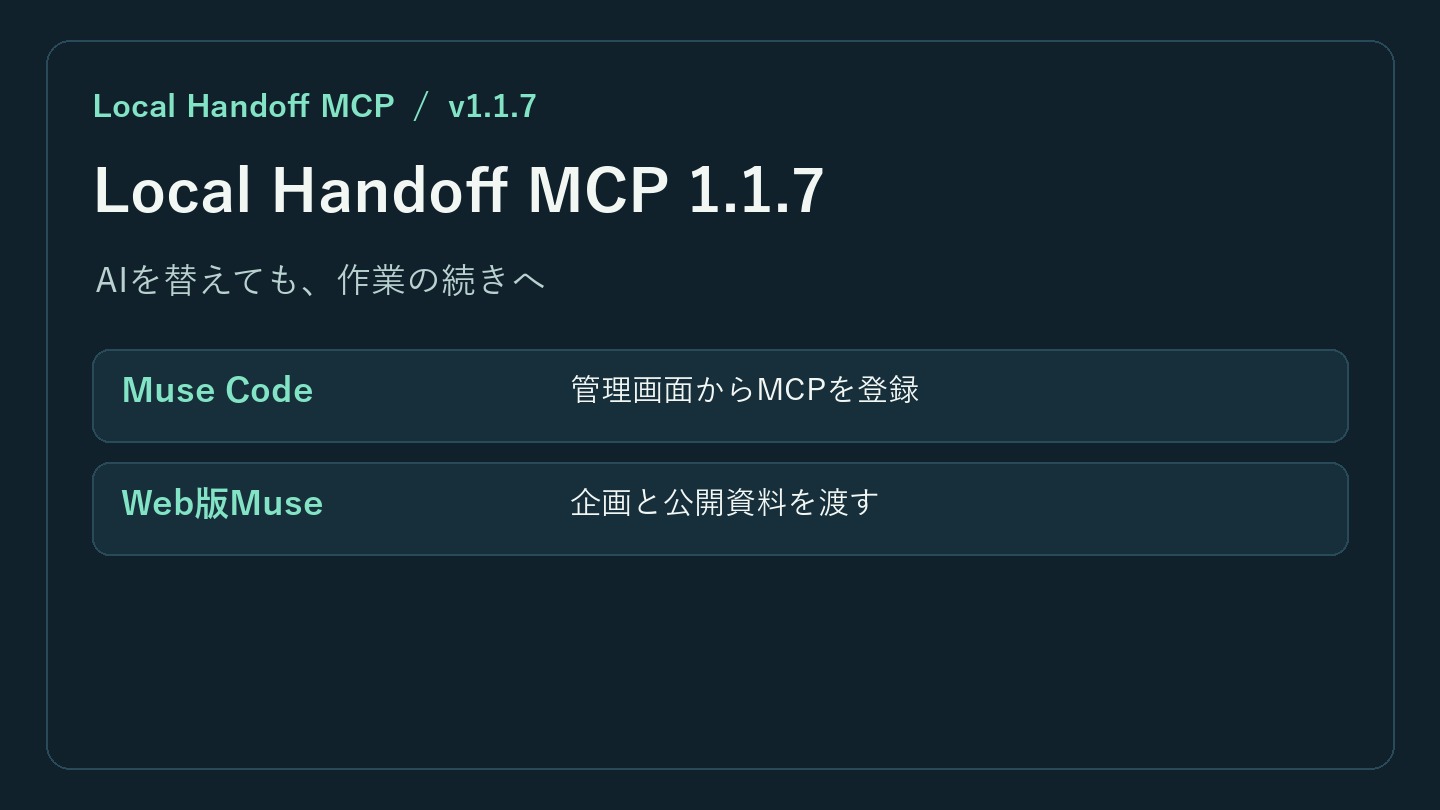 Local Handoff MCP / v1.1.7
Local Handoff MCP 1.1.7
AIを替えても、作業の続きへ
Muse Code 管理画面からMCPを登録
Web版Muse 企画と公開資料を渡す